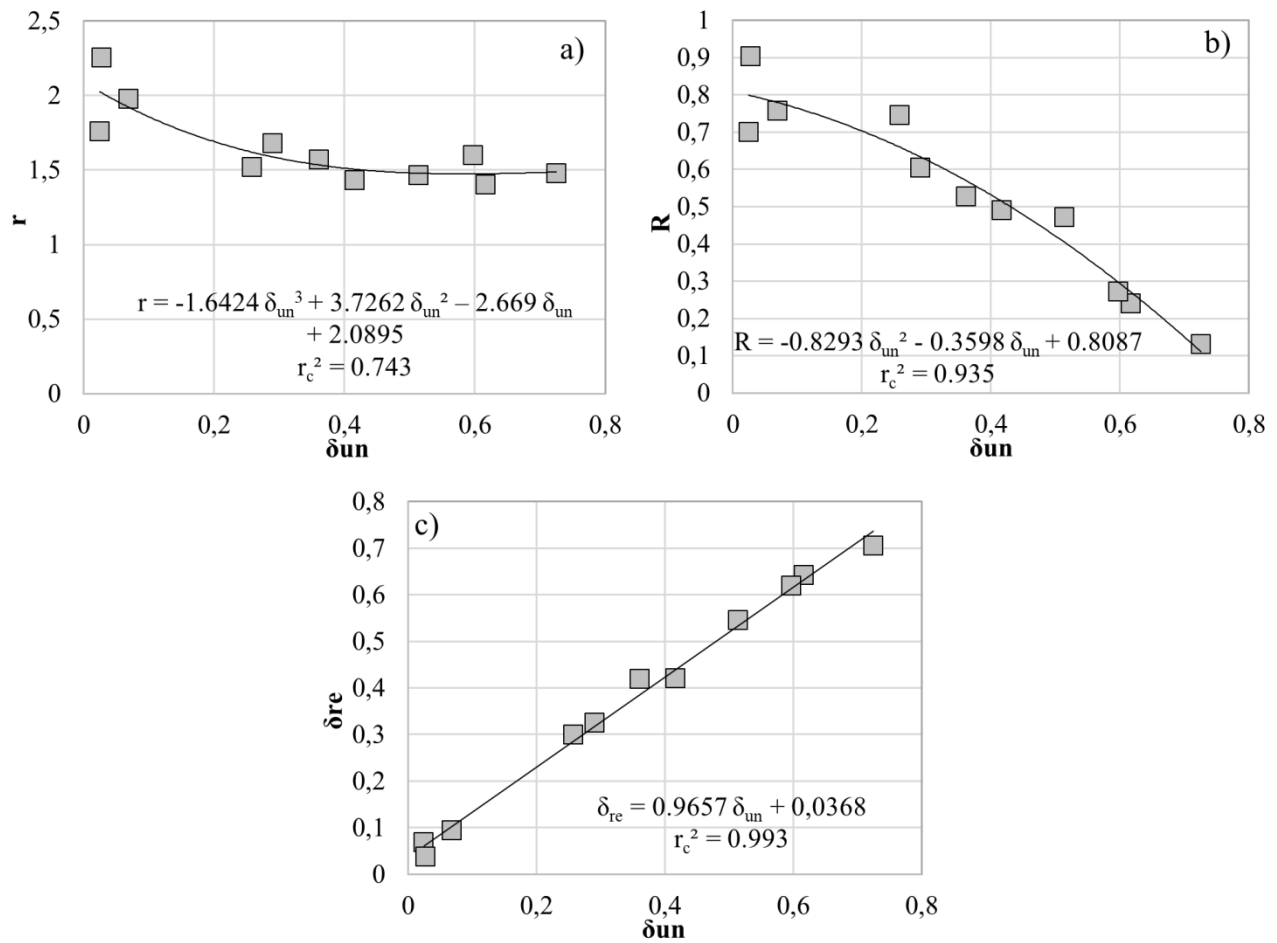 a)
2,5
2
1,5
1
0,5
0
r
r = -1.6424 δun³ + 3.7262 δun² – 2.669 δun
+ 2.0895
rc² = 0.743
0 0,2 0,4 0,6 0,8
δun
b)
1
0,9
0,8
0,7
0,6
0,5
0,4
0,3
0,2
0,1
0
R
R = -0.8293 δun² - 0.3598 δun + 0.8087
rc² = 0.935
0 0,2 0,4 0,6 0,8
δun
c)
0,8
0,7
0,6
0,5
0,4
0,3
0,2
0,1
0
δre
δre = 0.9657 δun + 0,0368
rc² = 0.993
0 0,2 0,4 0,6 0,8
δun